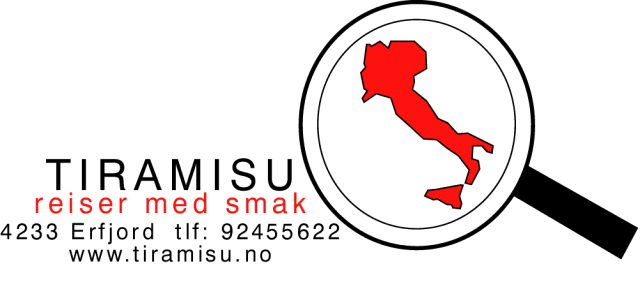 TIRAMISU
reiser med smak
4233 Erfjord tlf: 92455622
www.tiramisu.no